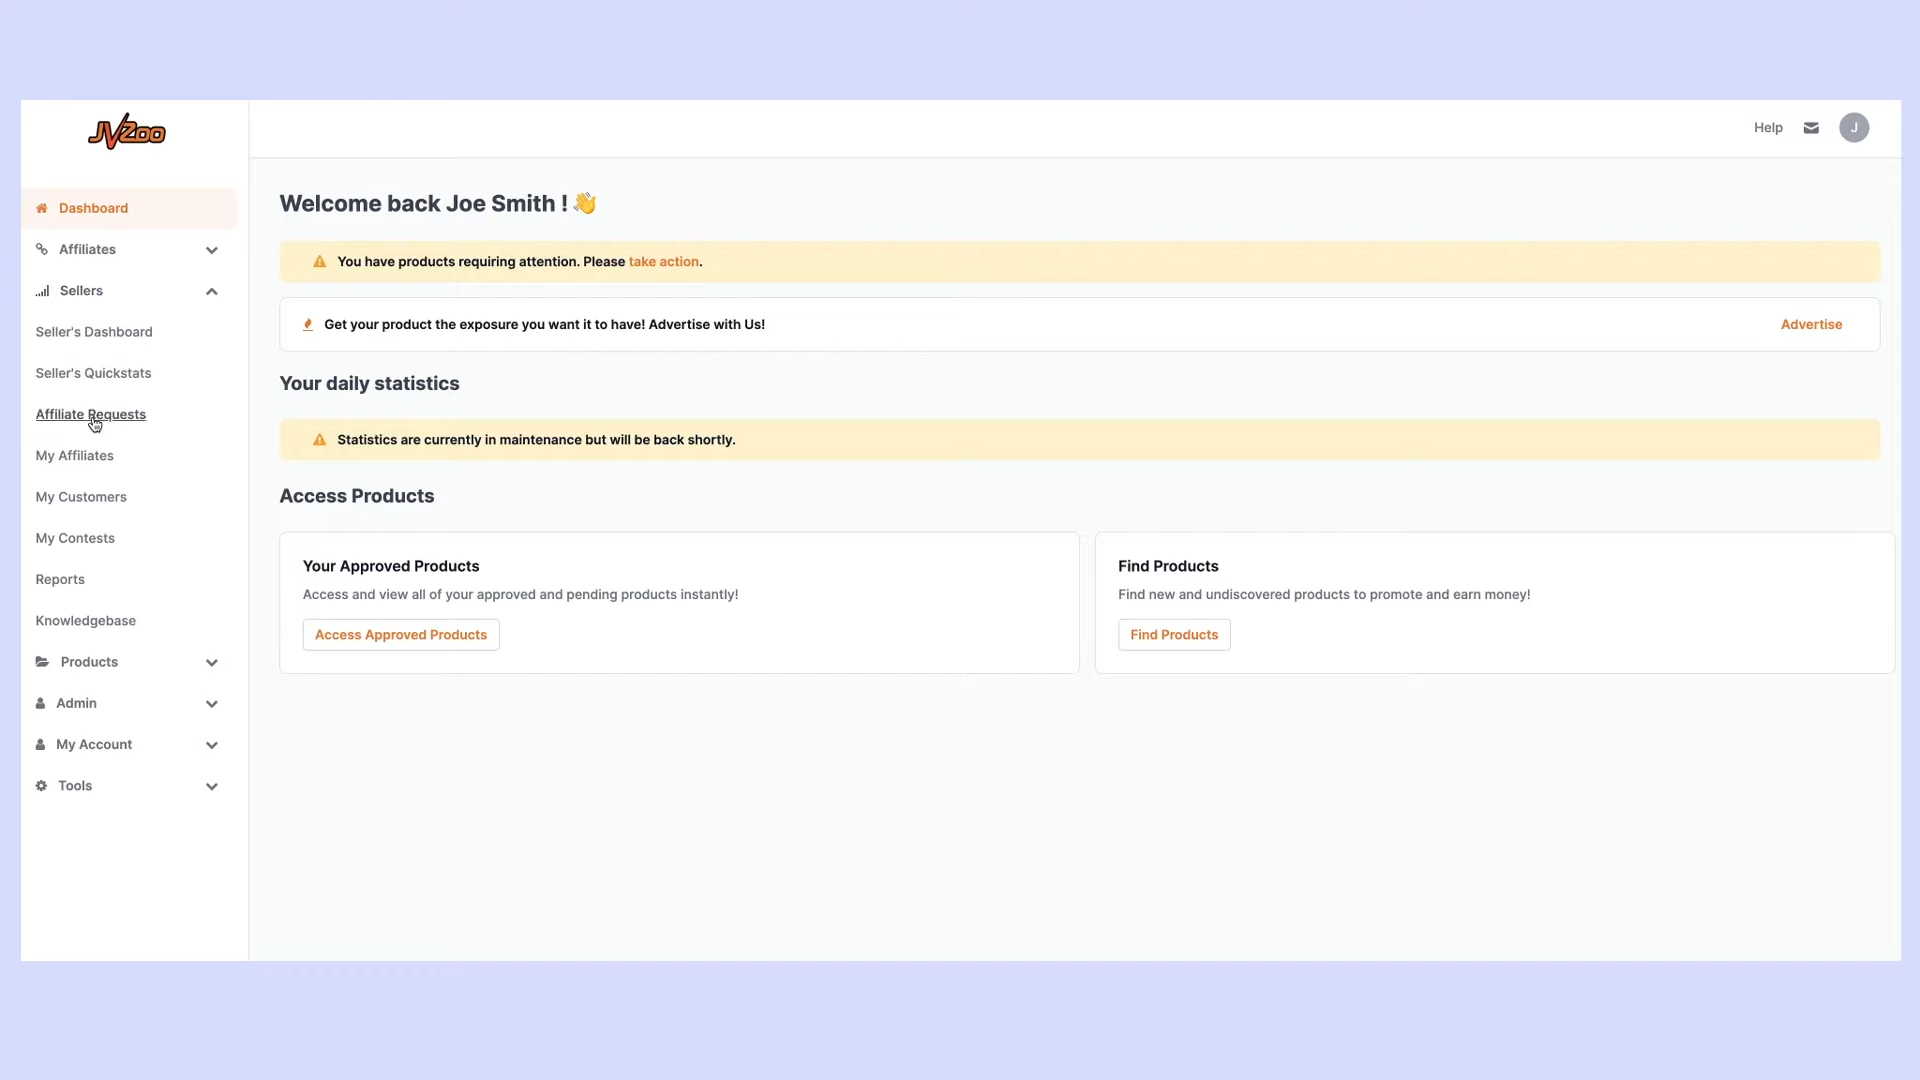 JVZoo
Help
J
Dashboard
Affiliates
Sellers
Seller's Dashboard
Seller's Quickstats
Affiliate Requests
My Affiliates
My Customers
My Contests
Reports
Knowledgebase
Products
Admin
My Account
Tools
Welcome back Joe Smith ! 👋
You have products requiring attention. Please take action.
Get your product the exposure you want it to have! Advertise with Us!
Advertise
Your daily statistics
Statistics are currently in maintenance but will be back shortly.
Access Products
Your Approved Products
Access and view all of your approved and pending products instantly!
Access Approved Products
Find Products
Find new and undiscovered products to promote and earn money!
Find Products